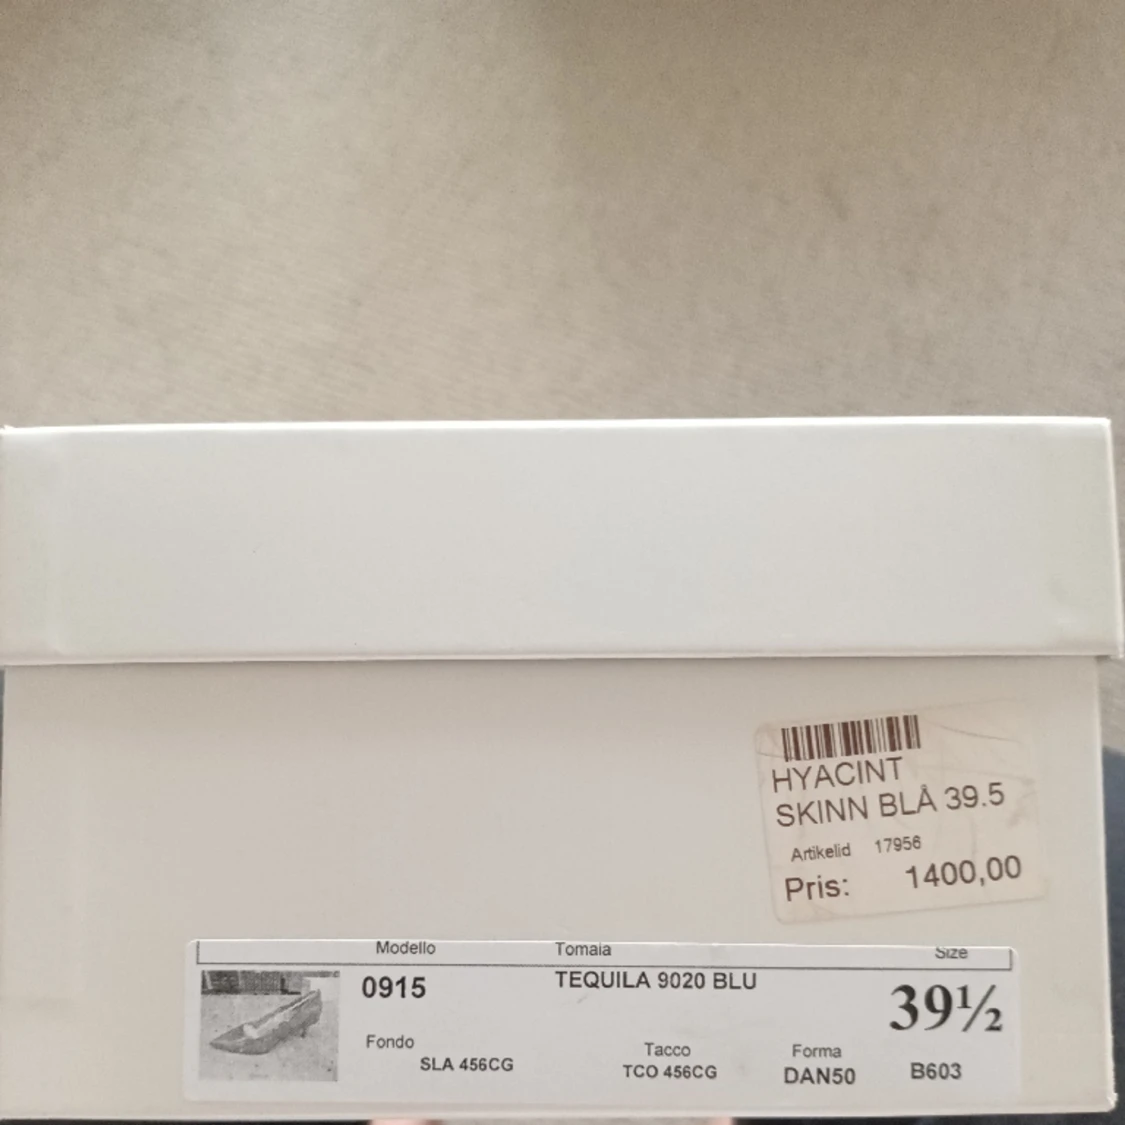 HYACINT
SKINN BLÅ 39.5
Artikelid 17956
Pris: 1400,00
Modello Tomaia Size
0915 TEQUILA 9020 BLU 39½
Fondo Tacco Forma
SLA 456CG TCO 456CG DAN50 B603